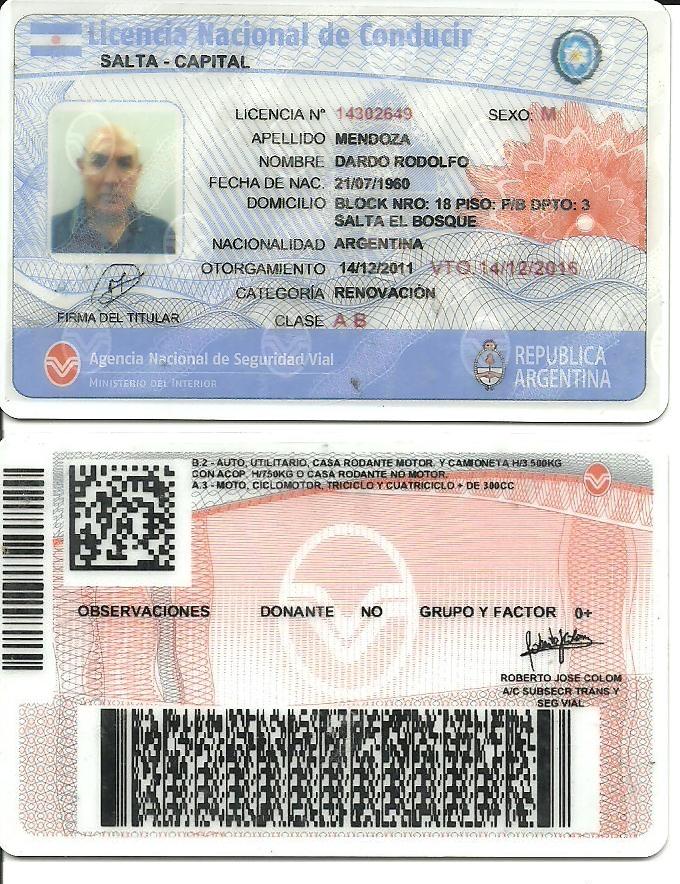 Licencia Nacional de Conducir
SALTA - CAPITAL
LICENCIA N° 14302649 SEXO: M
APELLIDO MENDOZA
NOMBRE DARDO RODOLFO
FECHA DE NAC. 21/07/1960
DOMICILIO BLOCK NRO: 18 PISO: P/B DPTO: 3
SALTA EL BOSQUE
NACIONALIDAD ARGENTINA
OTORGAMIENTO 14/12/2011 VTO 14/12/2016
CATEGORÍA RENOVACIÓN
FIRMA DEL TITULAR
CLASE A B
Agencia Nacional de Seguridad Vial
MINISTERIO DEL INTERIOR
REPUBLICA
ARGENTINA
B.2 - AUTO, UTILITARIO, CASA RODANTE MOTOR. Y CAMIONETA H/3.500KG
CON ACOP. H/750KG O CASA RODANTE NO MOTOR.
A.3 - MOTO, CICLOMOTOR, TRICICLO Y CUATRICICLO + DE 300CC
OBSERVACIONES DONANTE NO GRUPO Y FACTOR 0+
ROBERTO JOSE COLOM
A/C SUBSECR TRANS Y
SEG VIAL